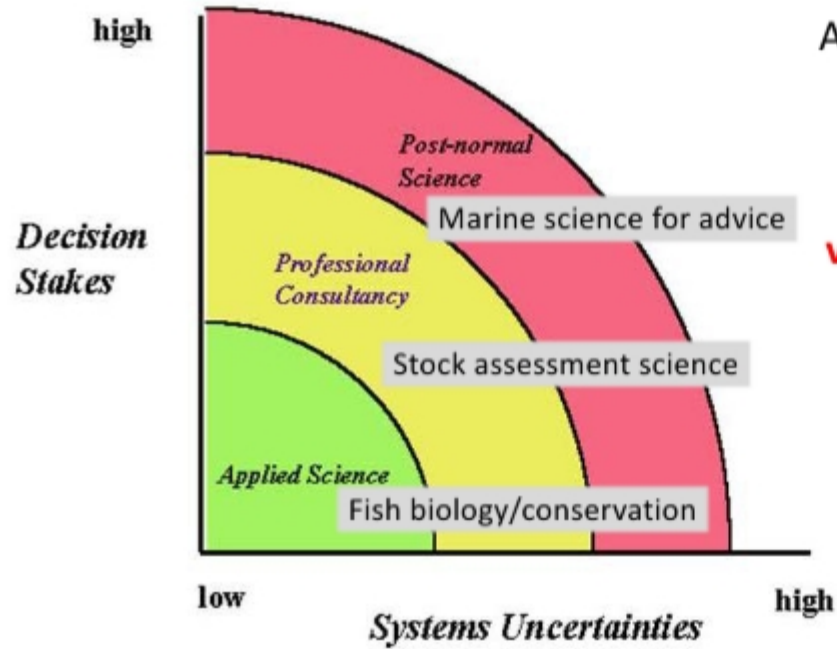 high
A
Post-normal
Science
Marine science for advice
Decision
Stakes
Professional
Consultancy
Stock assessment science
Applied Science
Fish biology/conservation
low
high
Systems Uncertainties